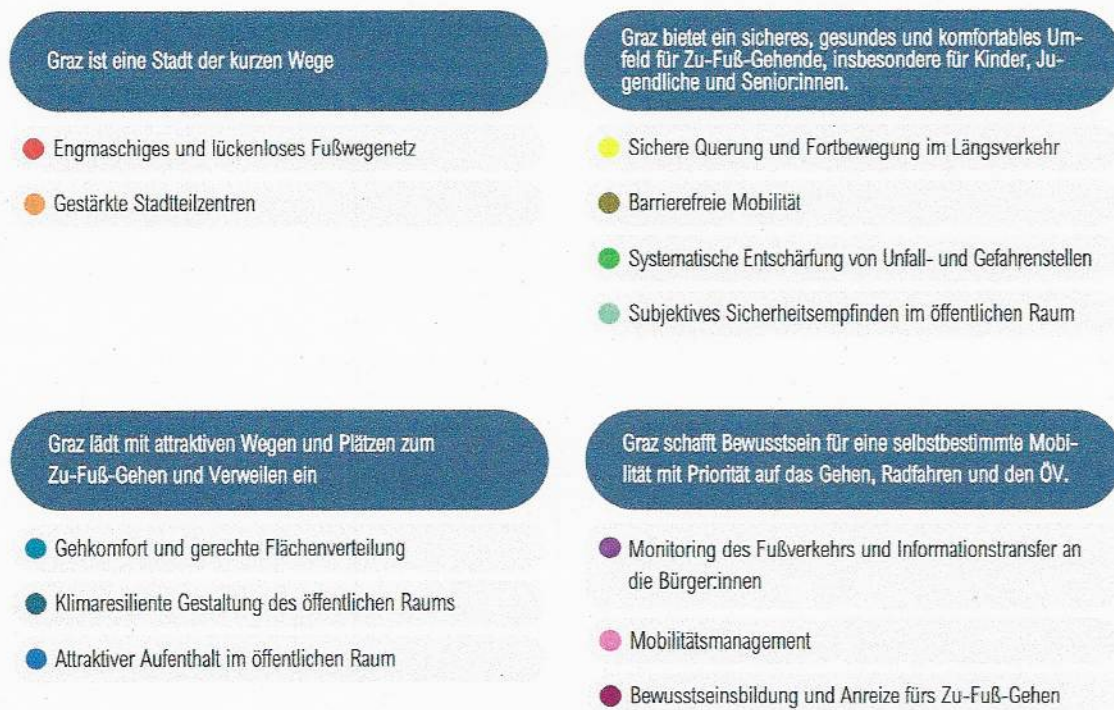 Graz ist eine Stadt der kurzen Wege
Engmaschiges und lückenloses Fußwegenetz
Gestärkte Stadtteilzentren
Graz bietet ein sicheres, gesundes und komfortables Um-
feld für Zu-Fuß-Gehende, insbesondere für Kinder, Ju-
gendliche und Senior:innen.
Sichere Querung und Fortbewegung im Längsverkehr
Barrierefreie Mobilität
Systematische Entschärfung von Unfall- und Gefahrenstellen
Subjektives Sicherheitsempfinden im öffentlichen Raum
Graz lädt mit attraktiven Wegen und Plätzen zum
Zu-Fuß-Gehen und Verweilen ein
Gehkomfort und gerechte Flächenverteilung
Klimaresiliente Gestaltung des öffentlichen Raums
Attraktiver Aufenthalt im öffentlichen Raum
Graz schafft Bewusstsein für eine selbstbestimmte Mobi-
lität mit Priorität auf das Gehen, Radfahren und den ÖV.
Monitoring des Fußverkehrs und Informationstransfer an
die Bürger:innen
Mobilitätsmanagement
Bewusstseinsbildung und Anreize fürs Zu-Fuß-Gehen